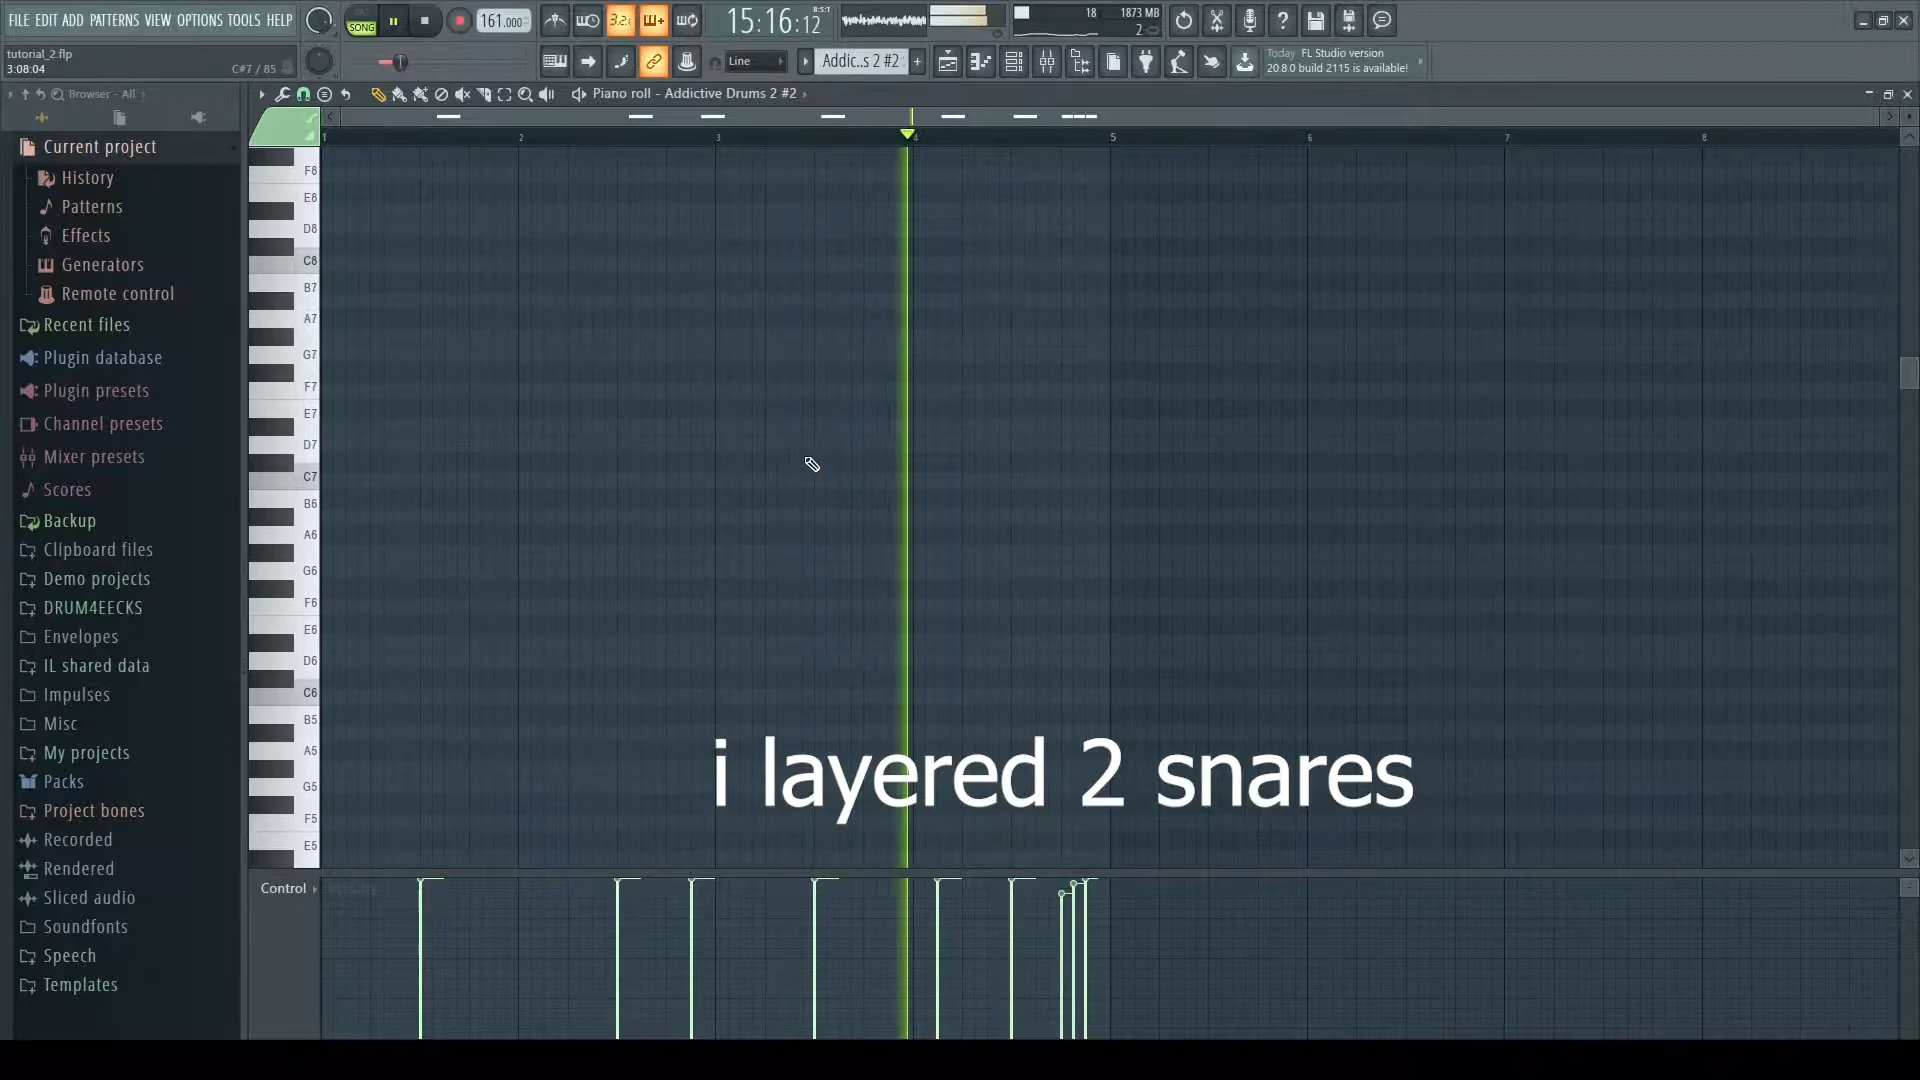 FILE EDIT ADD PATTERNS VIEW OPTIONS TOOLS HELP
SONG
161.000
3.2.
15:16:12
B:S:T
18
1873 MB
2
tutorial_2.flp
3:08:04
C#7 / 85
Line
Addic..s 2 #2
Today FL Studio version
20.8.0 build 2115 is available!
Browser - All
Piano roll - Addictive Drums 2 #2
1 2 3 4 5 6 7 8
Current project
History
Patterns
Effects
Generators
Remote control
Recent files
Plugin database
Plugin presets
Channel presets
Mixer presets
Scores
Backup
Clipboard files
Demo projects
DRUM4EECKS
Envelopes
IL shared data
Impulses
Misc
My projects
Packs
Project bones
Recorded
Rendered
Sliced audio
Soundfonts
Speech
Templates
F8
E8
D8
C8
B7
A7
G7
F7
E7
D7
C7
B6
A6
G6
F6
E6
D6
C6
B5
A5
G5
F5
E5
i layered 2 snares
Control